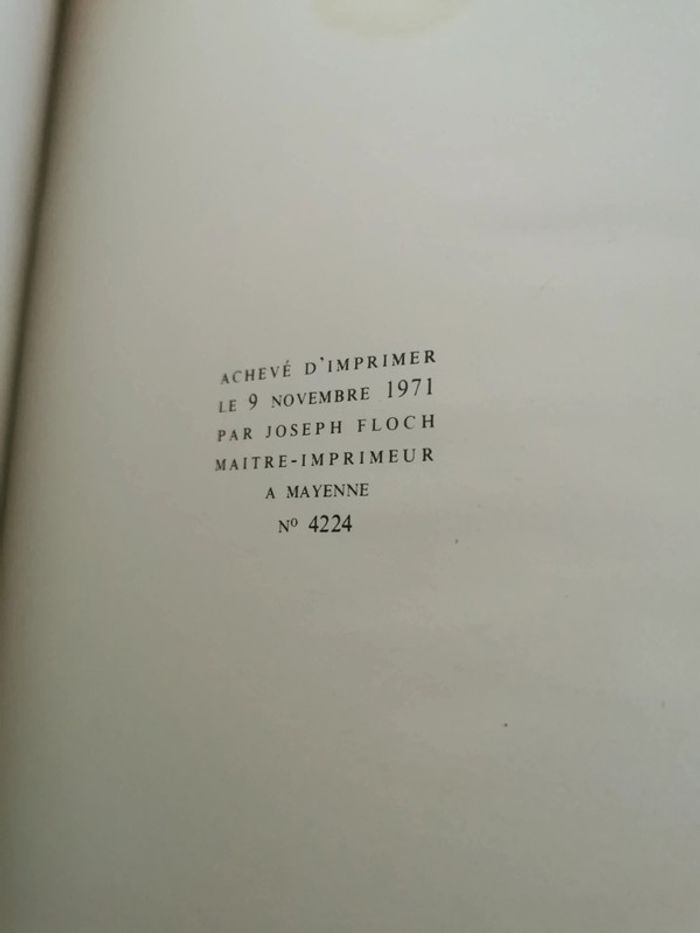 ACHEVÉ D'IMPRIMER
LE 9 NOVEMBRE 1971
PAR JOSEPH FLOCH
MAITRE-IMPRIMEUR
A MAYENNE
Nº 4224